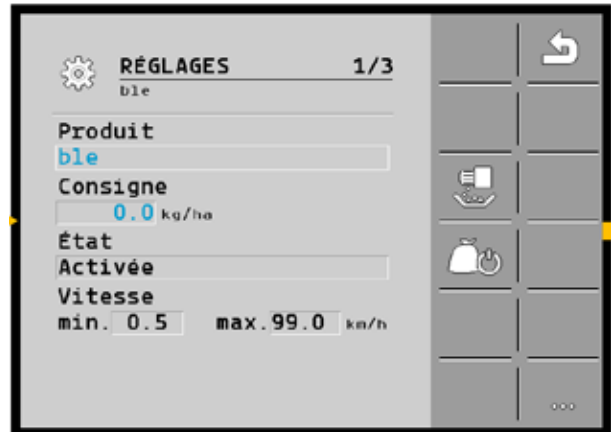 RÉGLAGES 1/3
ble
Produit
ble
Consigne
0.0 kg/ha
État
Activée
Vitesse
min. 0.5 max. 99.0 km/h